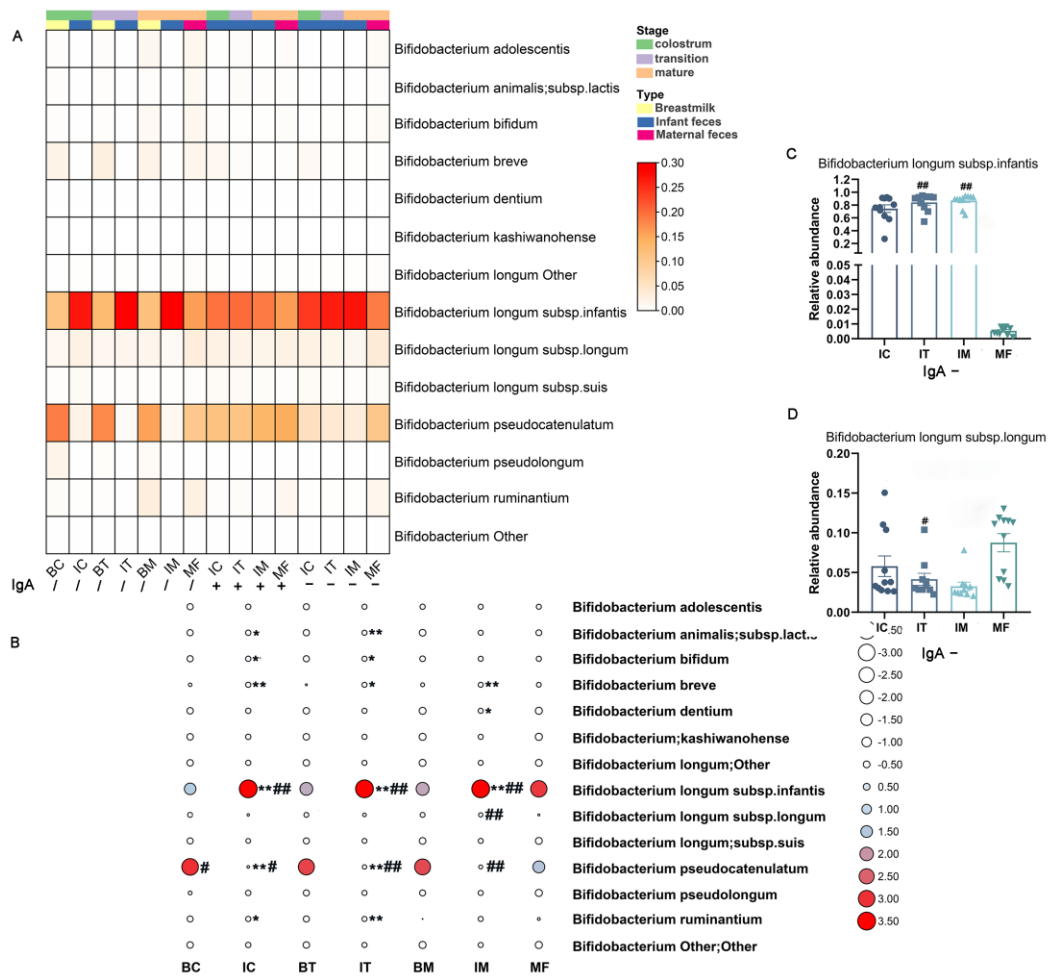 A
Bifidobacterium adolescentis
Bifidobacterium animalis;subsp.lactis
Bifidobacterium bifidum
Bifidobacterium breve
Bifidobacterium dentium
Bifidobacterium kashiwanohense
Bifidobacterium longum Other
Bifidobacterium longum subsp.infantis
Bifidobacterium longum subsp.longum
Bifidobacterium longum subsp.suis
Bifidobacterium pseudocatenulatum
Bifidobacterium pseudolongum
Bifidobacterium ruminantium
Bifidobacterium Other
BC IC BT IT BM IM MF IC IT IM MF IC IT IM MF
IgA / / / / / / / + + + + − − − −
Stage
colostrum
transition
mature
Type
Breastmilk
Infant feces
Maternal feces
0.30
0.25
0.20
0.15
0.10
0.05
0.00
C
Bifidobacterium longum subsp.infantis
Relative abundance
1.2
1.0
0.8
0.6
0.4
0.2
0.05
0.04
0.03
0.02
0.01
0.00
## ##
IC IT IM MF
IgA −
D
Bifidobacterium longum subsp.longum
Relative abundance
0.20
0.15
0.10
0.05
0.00
#
IC IT IM MF
IgA −
B
Bifidobacterium adolescentis
* ** Bifidobacterium animalis;subsp.lactis
* * Bifidobacterium bifidum
** * ** Bifidobacterium breve
* Bifidobacterium dentium
Bifidobacterium;kashiwanohense
Bifidobacterium longum;Other
**## **## **## Bifidobacterium longum subsp.infantis
## Bifidobacterium longum subsp.longum
Bifidobacterium longum;subsp.suis
# **# **## ## Bifidobacterium pseudocatenulatum
Bifidobacterium pseudolongum
* ** Bifidobacterium ruminantium
Bifidobacterium Other;Other
BC IC BT IT BM IM MF
-3.00
-2.50
-2.00
-1.50
-1.00
-0.50
0.50
1.00
1.50
2.00
2.50
3.00
3.50